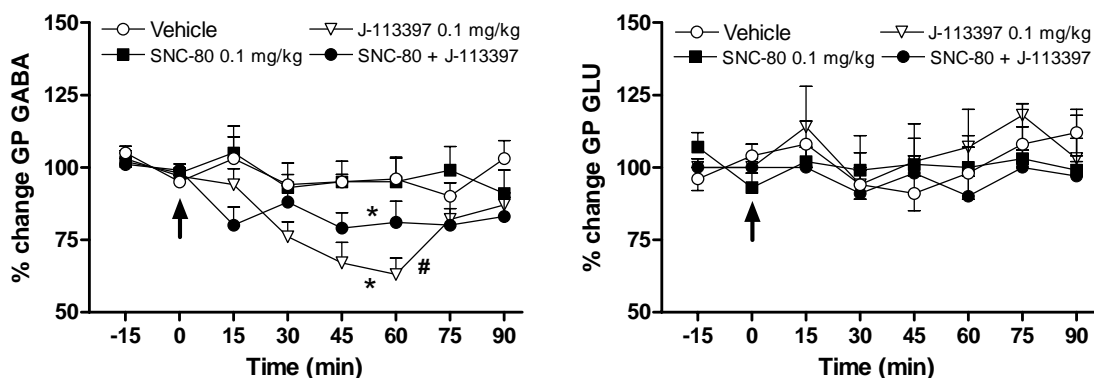 Vehicle
J-113397 0.1 mg/kg
SNC-80 0.1 mg/kg
SNC-80 + J-113397
% change GP GABA
150
125
100
75
50
*
*
#
-15 0 15 30 45 60 75 90
Time (min)
Vehicle
J-113397 0.1 mg/kg
SNC-80 0.1 mg/kg
SNC-80 + J-113397
% change GP GLU
150
125
100
75
50
-15 0 15 30 45 60 75 90
Time (min)